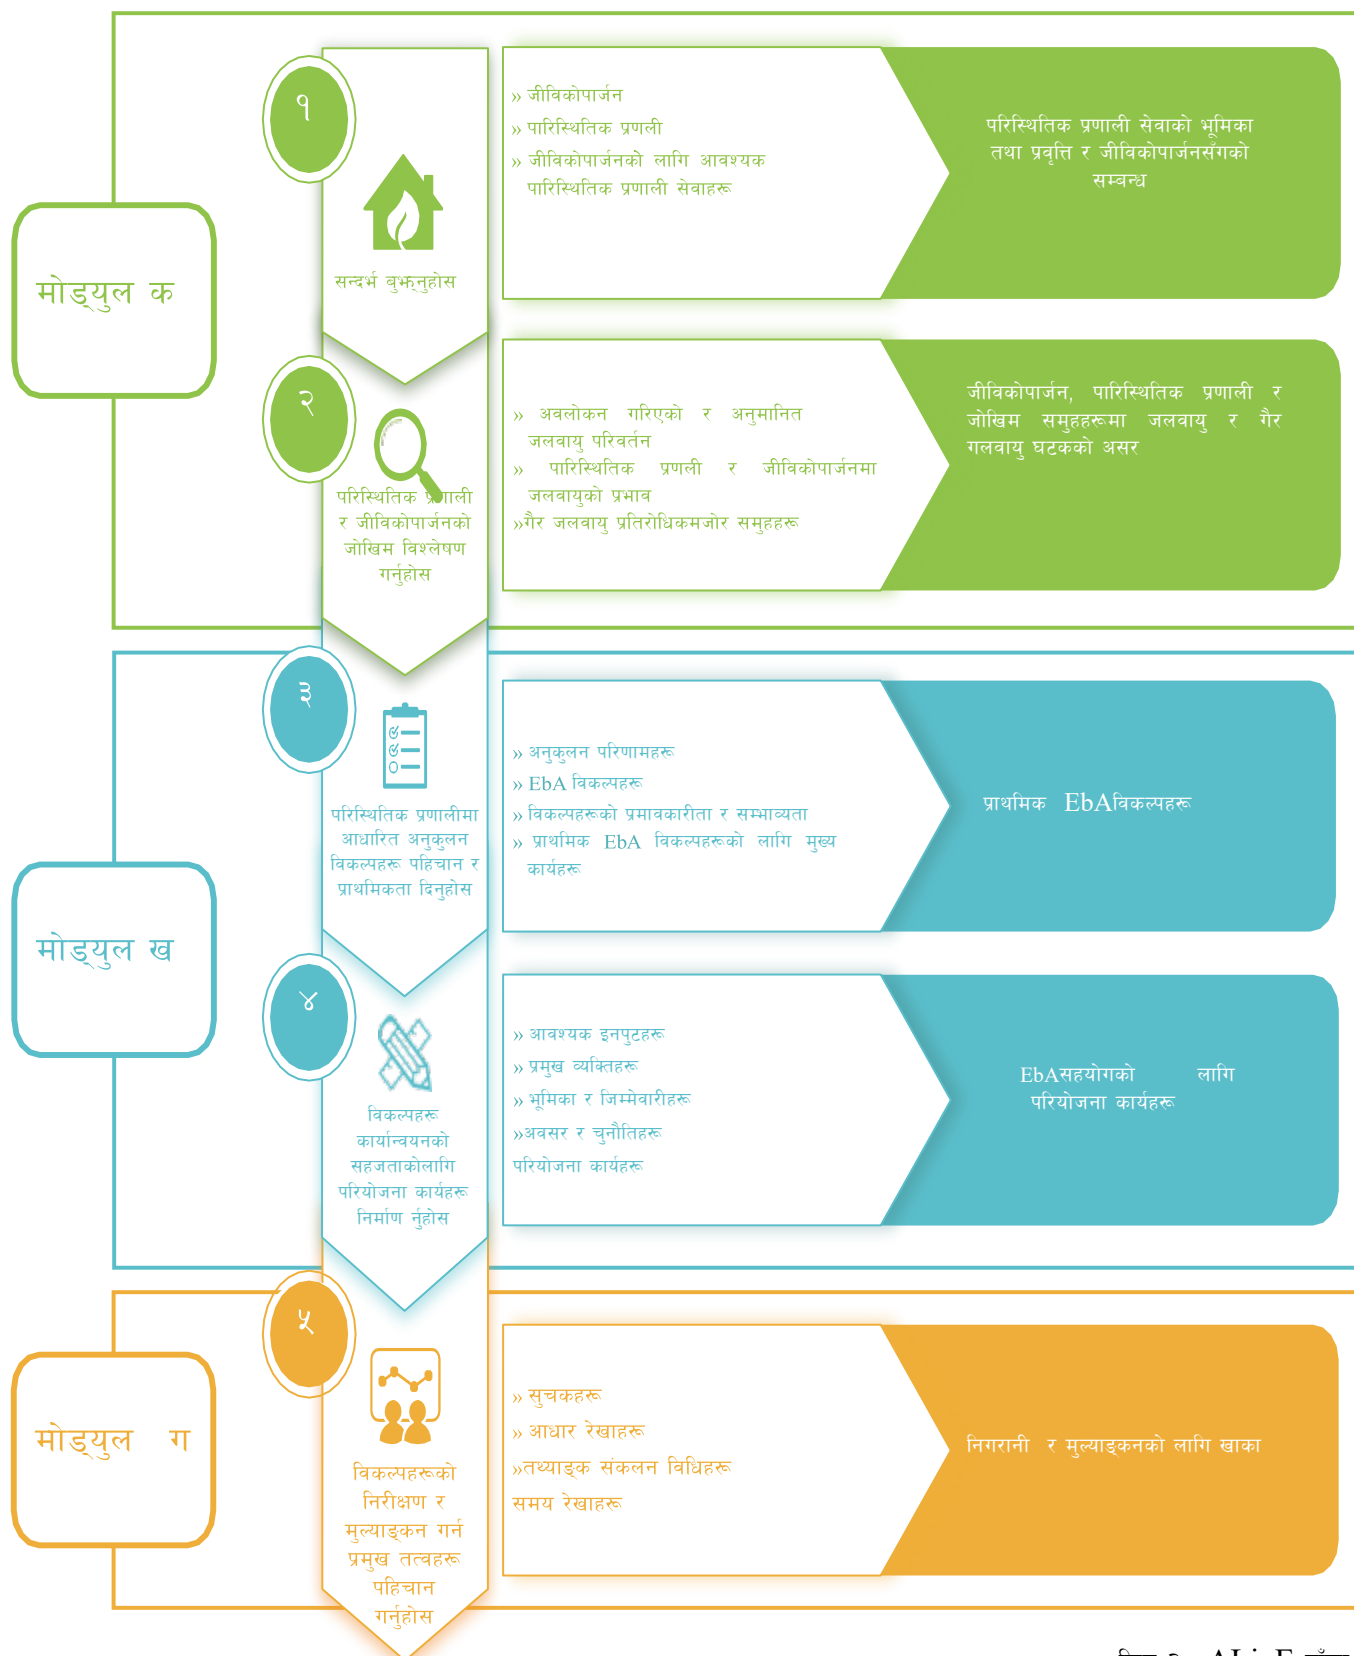 मोड्युल क
१
सन्दर्भ बुझ्नुहोस
» जीविकोपार्जन
» पारिस्थितिक प्रणली
» जीविकोपार्जनको लागि आवश्यक
पारिस्थितिक प्रणाली सेवाहरू
परिस्थितिक प्रणाली सेवाको भूमिका
तथा प्रवृत्ति र जीविकोपार्जनसँगको
सम्बन्ध
२
परिस्थितिक प्रणाली
र जीविकोपार्जनको
जोखिम विश्लेषण
गर्नुहोस
» अवलोकन गरिएको र अनुमानित
जलवायु परिवर्तन
» पारिस्थितिक प्रणली र जीविकोपार्जनमा
जलवायुको प्रभाव
»गैर जलवायु प्रतिरोधिकमजोर समुहहरू
जीविकोपार्जन, पारिस्थितिक प्रणाली र
जोखिम समुहहरूमा जलवायु र गैर
गलवायु घटकको असर
मोड्युल ख
३
परिस्थितिक प्रणालीमा
आधारित अनुकुलन
विकल्पहरू पहिचान र
प्राथमिकता दिनुहोस
» अनुकुलन परिणामहरू
» EbA विकल्पहरू
» विकल्पहरूको प्रमावकारीता र सम्भाव्यता
» प्राथमिक EbA विकल्पहरूको लागि मुख्य
कार्यहरू
प्राथमिक EbAविकल्पहरू
४
विकल्पहरू
कार्यान्वयनको
सहजताकोलागि
परियोजना कार्यहरू
निर्माण र्नुहोस
» आवश्यक इनपुटहरू
» प्रमुख व्यक्तिहरू
» भूमिका र जिम्मेवारीहरू
»अवसर र चुनौतिहरू
परियोजना कार्यहरू
EbAसहयोगको लागि
परियोजना कार्यहरू
मोड्युल ग
५
विकल्पहरूको
निरीक्षण र
मुल्याङ्कन गर्न
प्रमुख तत्वहरू
पहिचान
गर्नुहोस
» सुचकहरू
» आधार रेखाहरू
»तथ्याङ्क संकलन विधिहरू
समय रेखाहरू
निगरानी र मुल्याङ्कनको लागि खाका